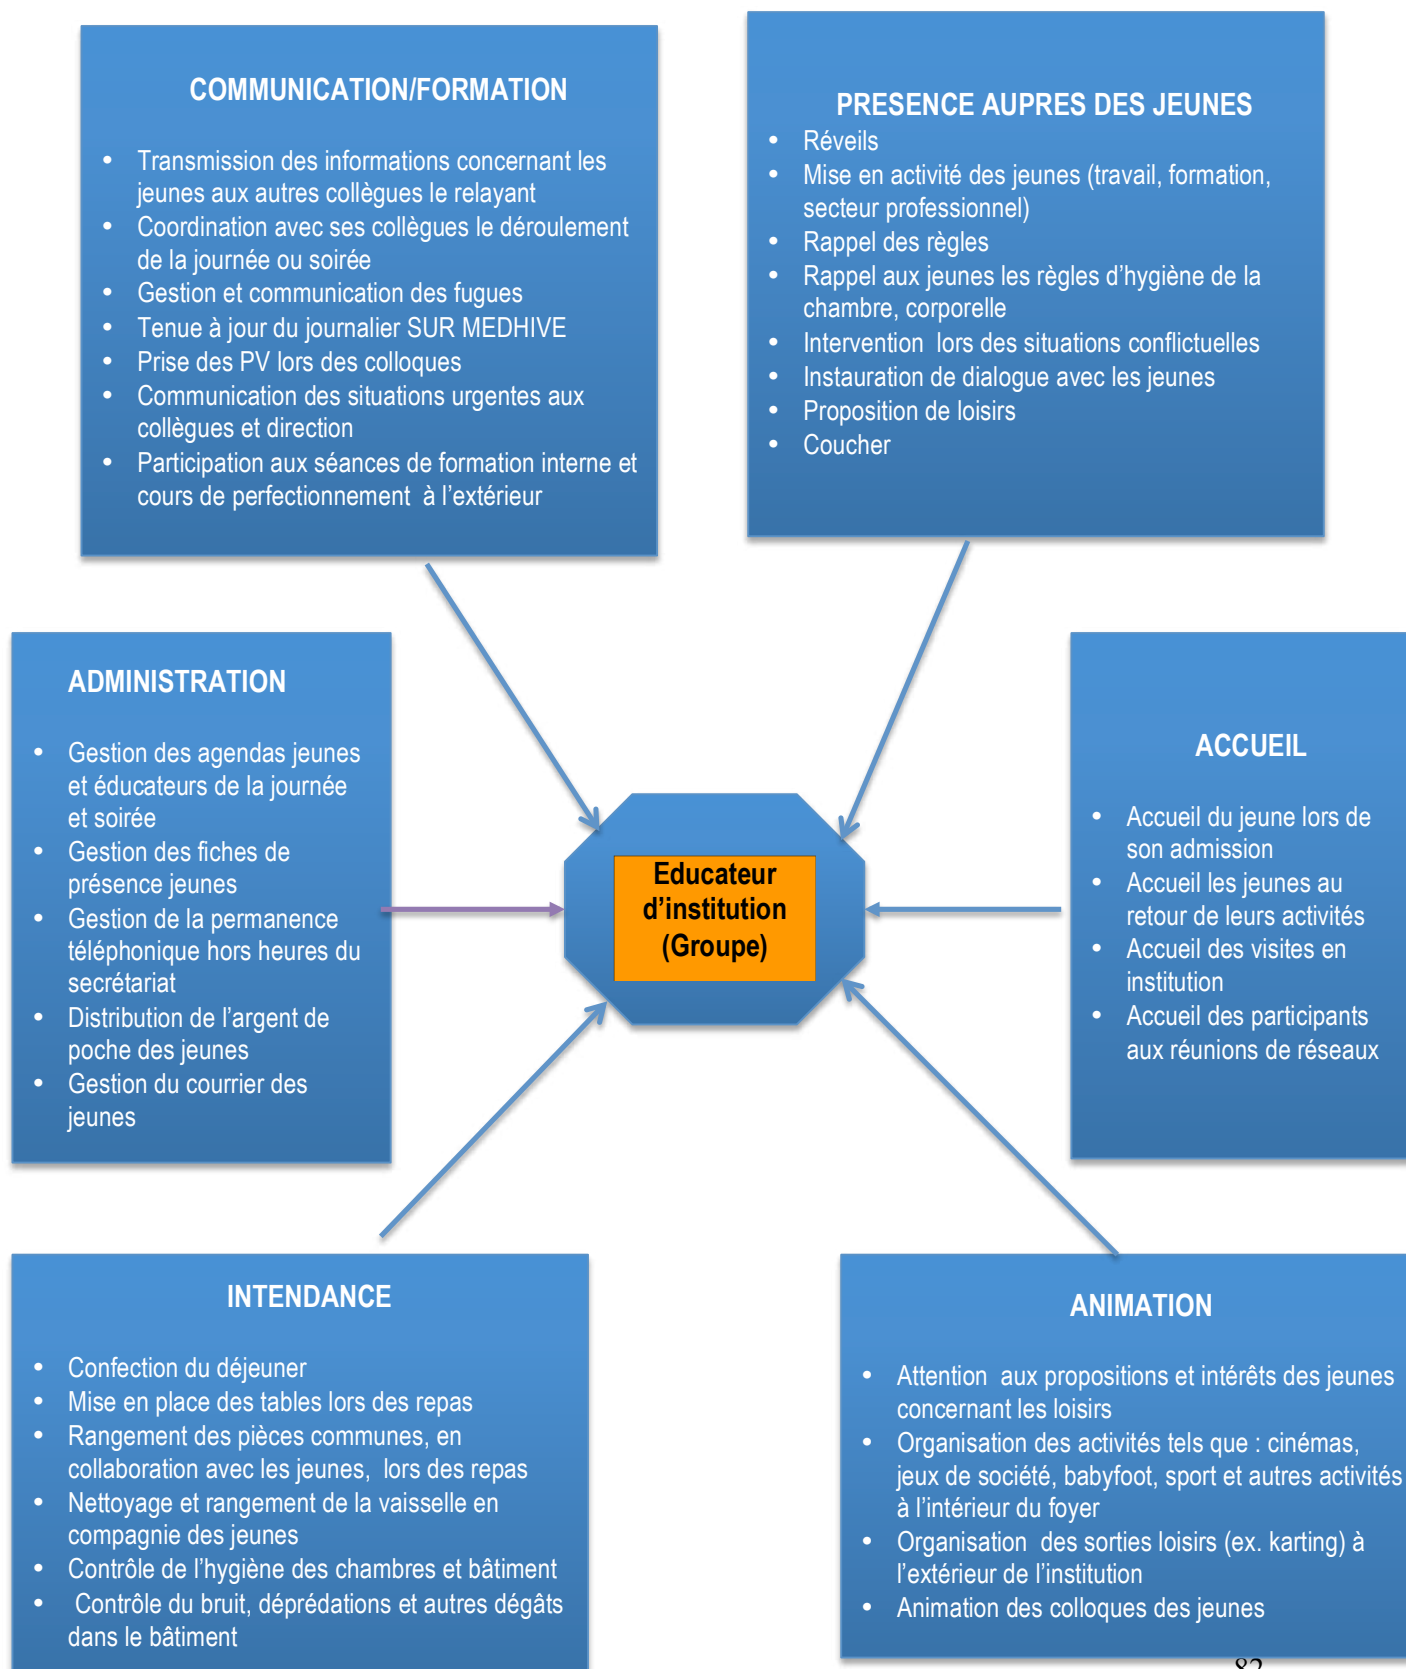 COMMUNICATION/FORMATION
• Transmission des informations concernant les
jeunes aux autres collègues le relayant
• Coordination avec ses collègues le déroulement
de la journée ou soirée
• Gestion et communication des fugues
• Tenue à jour du journalier SUR MEDHIVE
• Prise des PV lors des colloques
• Communication des situations urgentes aux
collègues et direction
• Participation aux séances de formation interne et
cours de perfectionnement à l’extérieur
PRESENCE AUPRES DES JEUNES
• Réveils
• Mise en activité des jeunes (travail, formation,
secteur professionnel)
• Rappel des règles
• Rappel aux jeunes les règles d’hygiène de la
chambre, corporelle
• Intervention lors des situations conflictuelles
• Instauration de dialogue avec les jeunes
• Proposition de loisirs
• Coucher
ADMINISTRATION
• Gestion des agendas jeunes
et éducateurs de la journée
et soirée
• Gestion des fiches de
présence jeunes
• Gestion de la permanence
téléphonique hors heures du
secrétariat
• Distribution de l’argent de
poche des jeunes
• Gestion du courrier des
jeunes
Educateur
d’institution
(Groupe)
ACCUEIL
• Accueil du jeune lors de
son admission
• Accueil les jeunes au
retour de leurs activités
• Accueil des visites en
institution
• Accueil des participants
aux réunions de réseaux
INTENDANCE
• Confection du déjeuner
• Mise en place des tables lors des repas
• Rangement des pièces communes, en
collaboration avec les jeunes, lors des repas
• Nettoyage et rangement de la vaisselle en
compagnie des jeunes
• Contrôle de l’hygiène des chambres et bâtiment
• Contrôle du bruit, déprédations et autres dégâts
dans le bâtiment
ANIMATION
• Attention aux propositions et intérêts des jeunes
concernant les loisirs
• Organisation des activités tels que : cinémas,
jeux de société, babyfoot, sport et autres activités
à l’intérieur du foyer
• Organisation des sorties loisirs (ex. karting) à
l’extérieur de l’institution
• Animation des colloques des jeunes
82